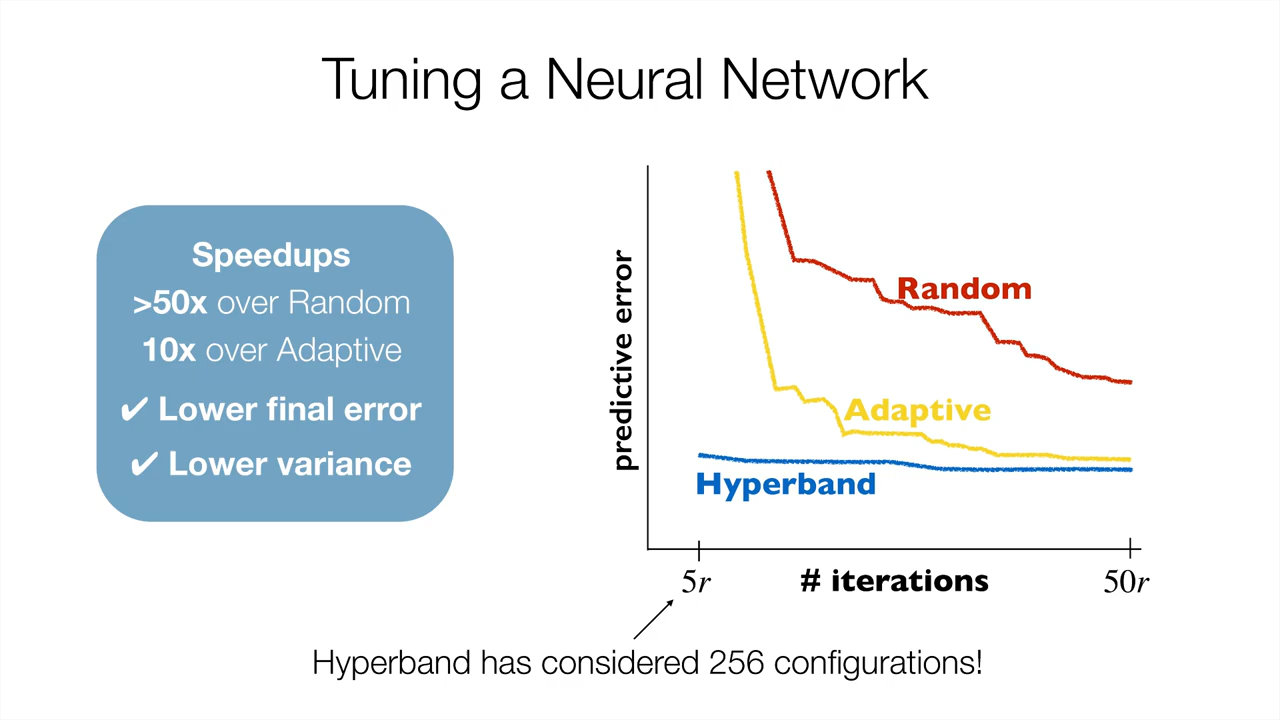 Tuning a Neural Network
Speedups
>50x over Random
10x over Adaptive
✔ Lower final error
✔ Lower variance
predictive error
Random
Adaptive
Hyperband
5r
# iterations
50r
Hyperband has considered 256 configurations!